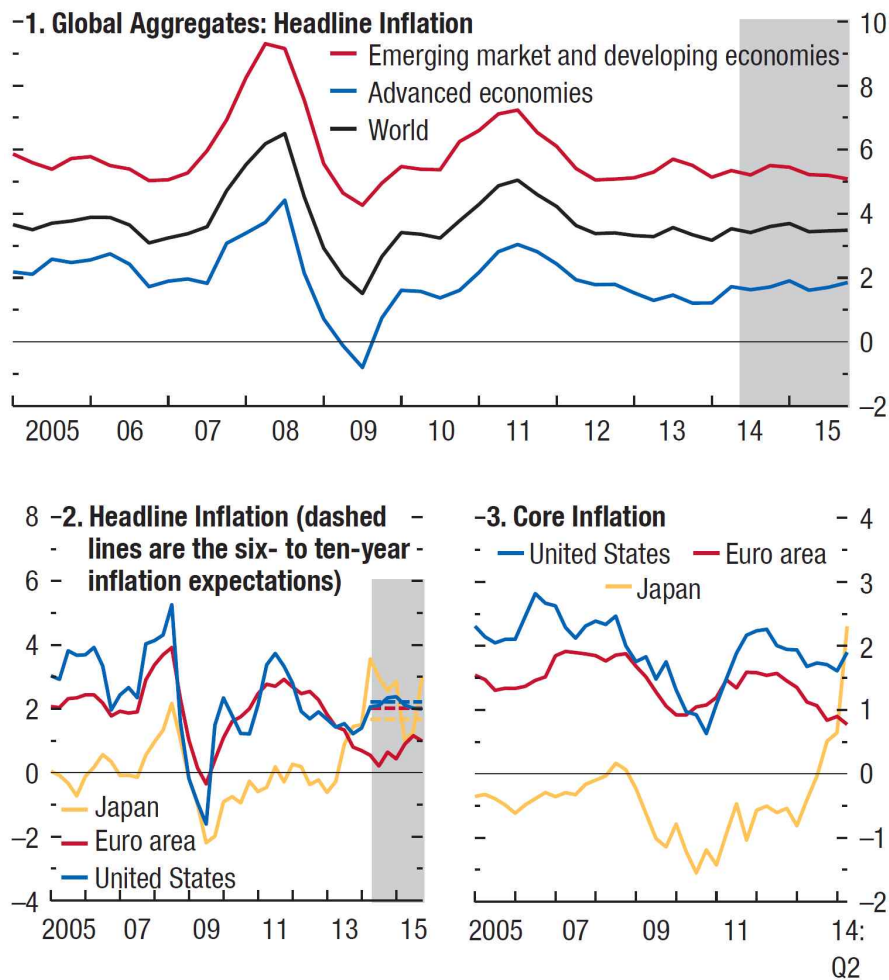 1. Global Aggregates: Headline Inflation
Emerging market and developing economies
Advanced economies
World
10
8
6
4
2
0
–2
2005 06 07 08 09 10 11 12 13 14 15
2. Headline Inflation (dashed
lines are the six- to ten-year
inflation expectations)
8
6
4
2
0
–2
–4
Japan
Euro area
United States
2005 07 09 11 13 15
3. Core Inflation
United States Euro area
Japan
4
3
2
1
0
–1
–2
2005 07 09 11 14:
Q2